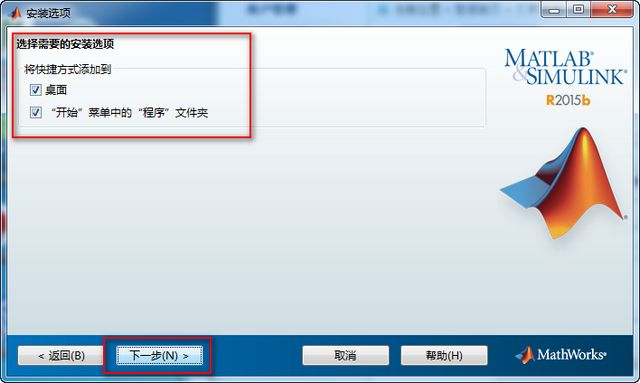 安装选项
选择需要的安装选项
将快捷方式添加到
桌面
“开始”菜单中的“程序”文件夹
MATLAB®
&SIMULINK®
R2015b
< 返回(B)
下一步(N) >
取消
帮助(H)
MathWorks®